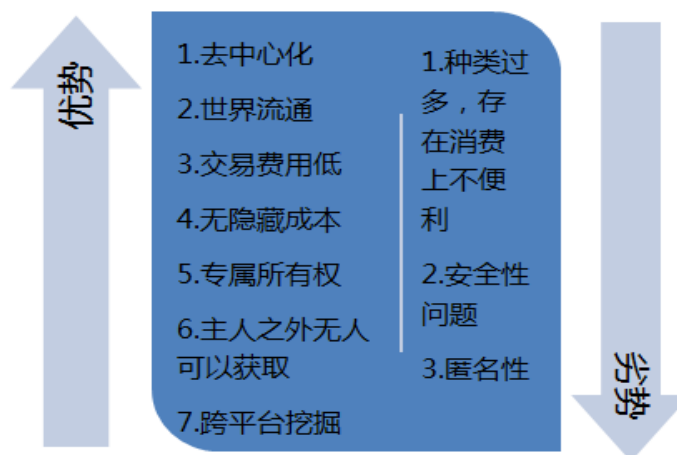 优势
1.去中心化
2.世界流通
3.交易费用低
4.无隐藏成本
5.专属所有权
6.主人之外无人
可以获取
7.跨平台挖掘
1.种类过
多，存
在消费
上不便
利
2.安全性
问题
3.匿名性
劣势